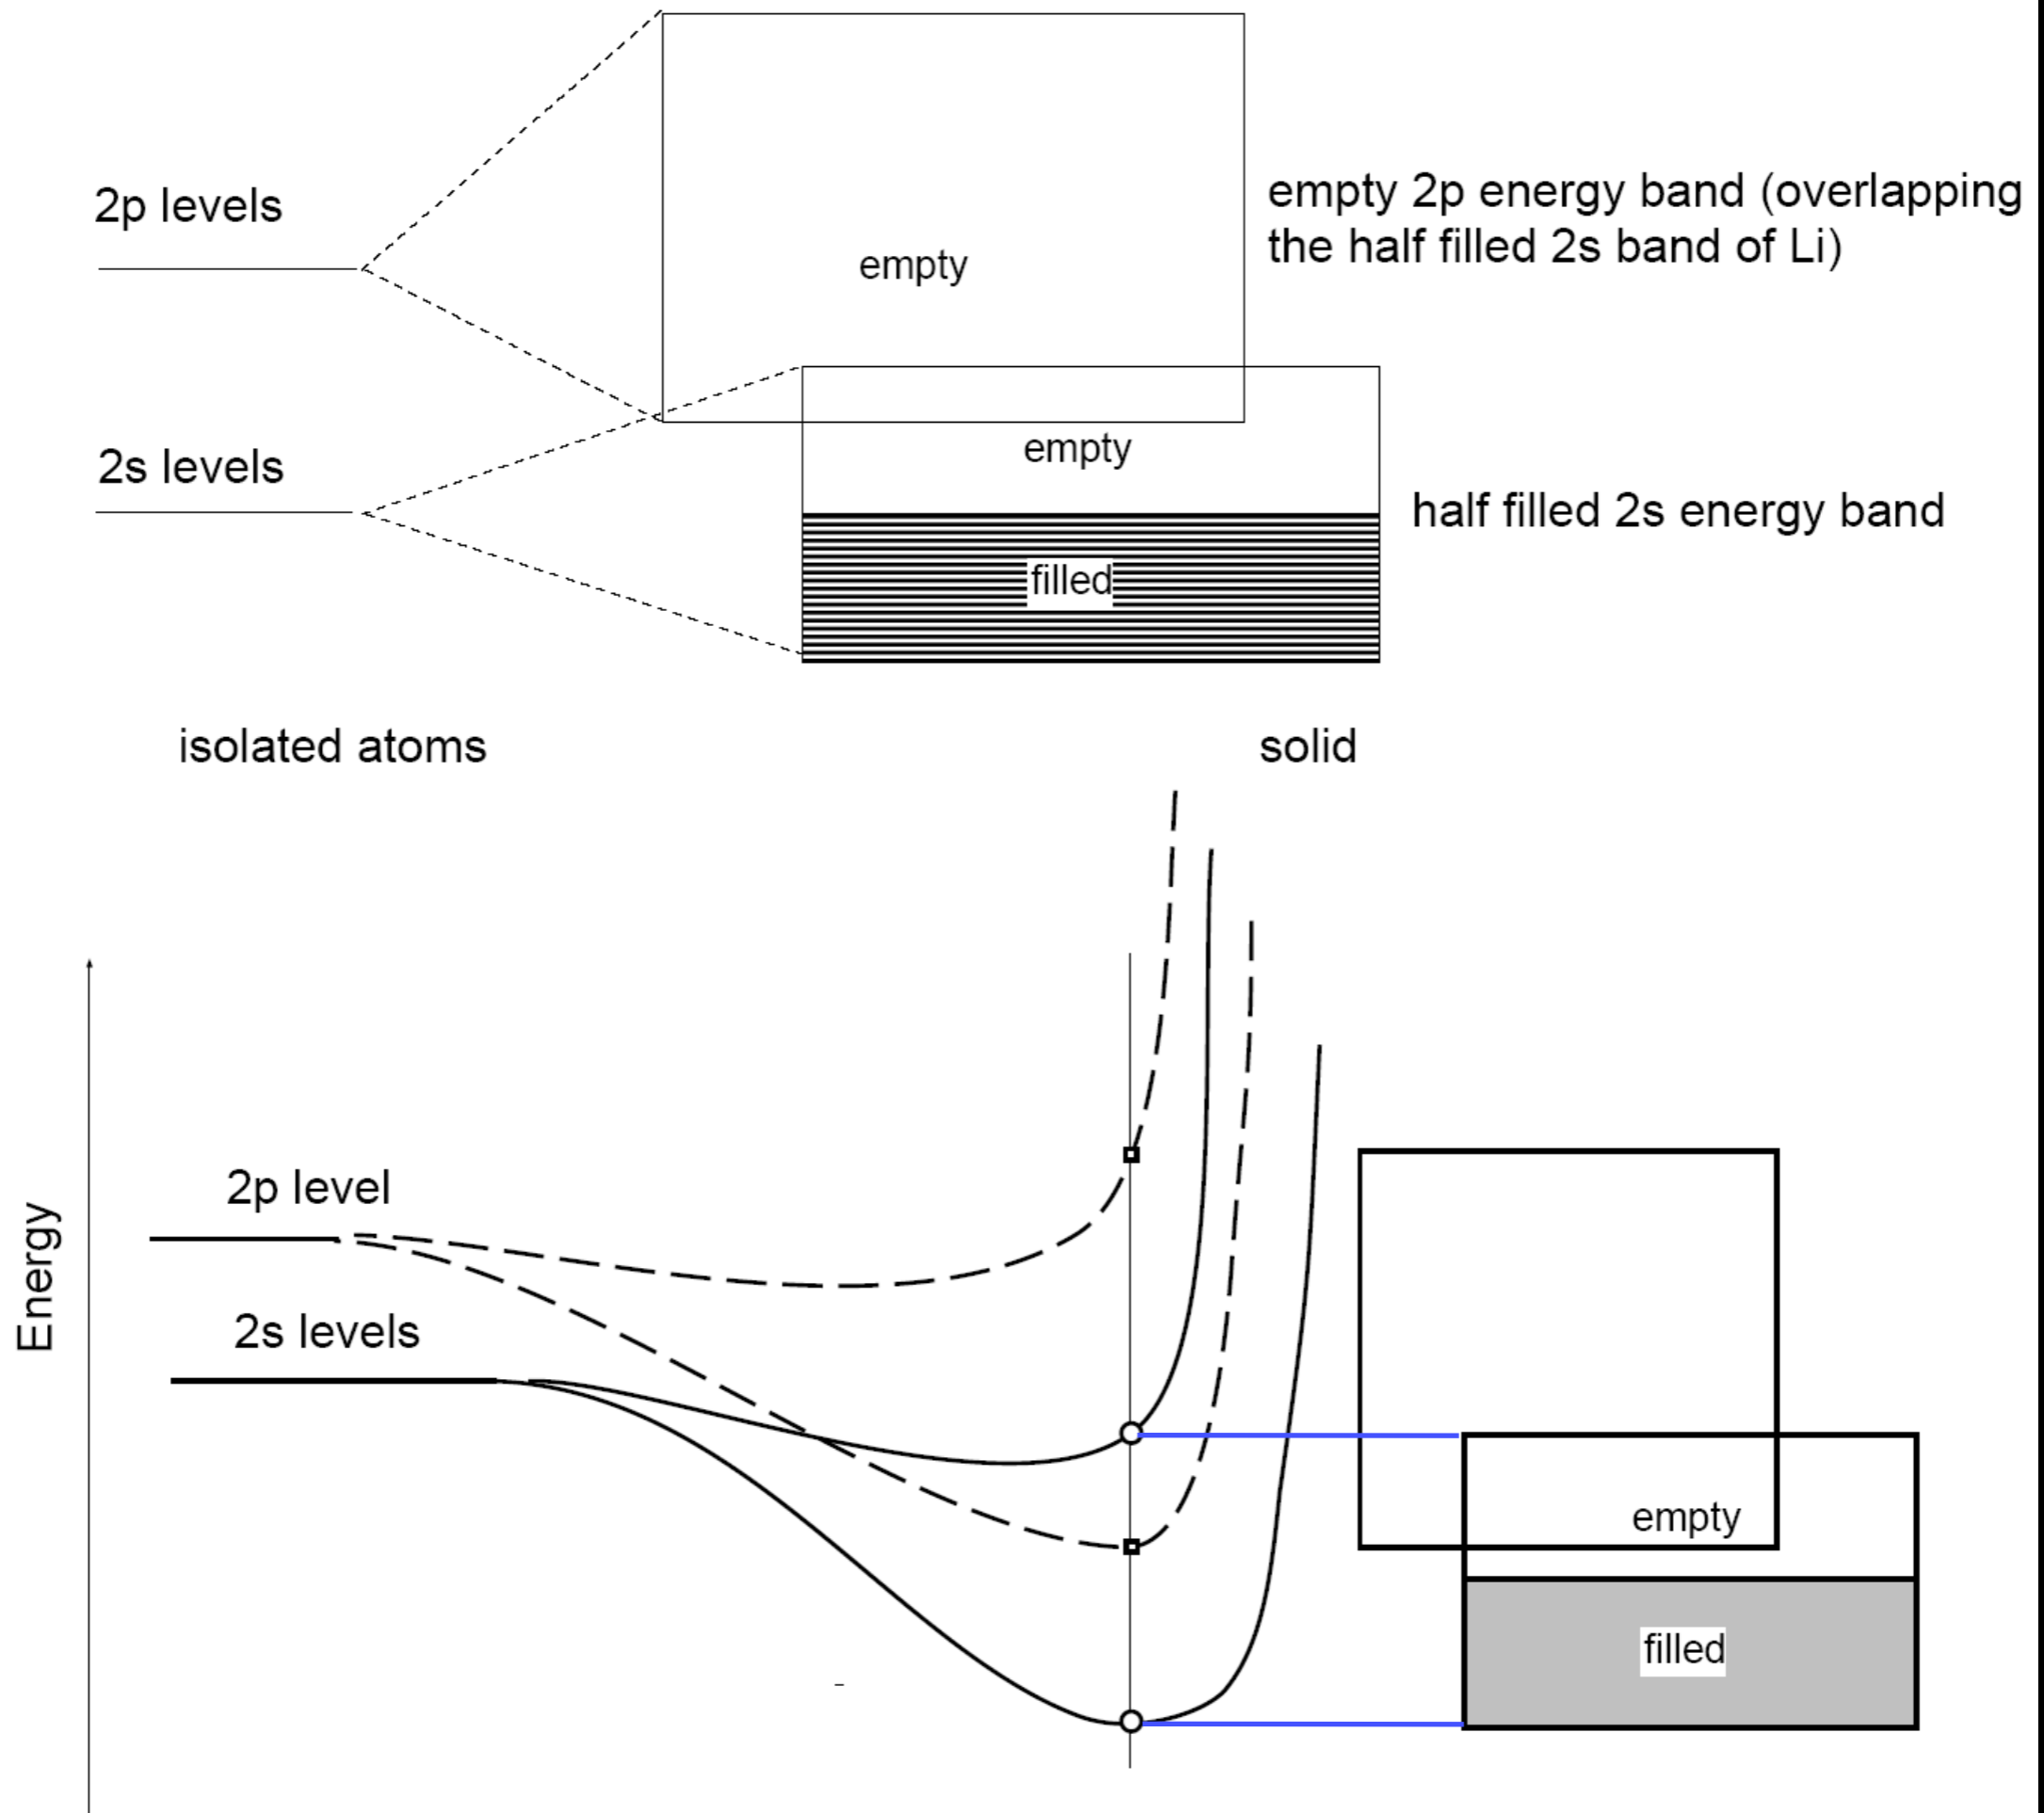 2p levels
empty 2p energy band (overlapping
the half filled 2s band of Li)
empty
2s levels
empty
half filled 2s energy band
filled
isolated atoms
solid
Energy
2p level
2s levels
empty
filled